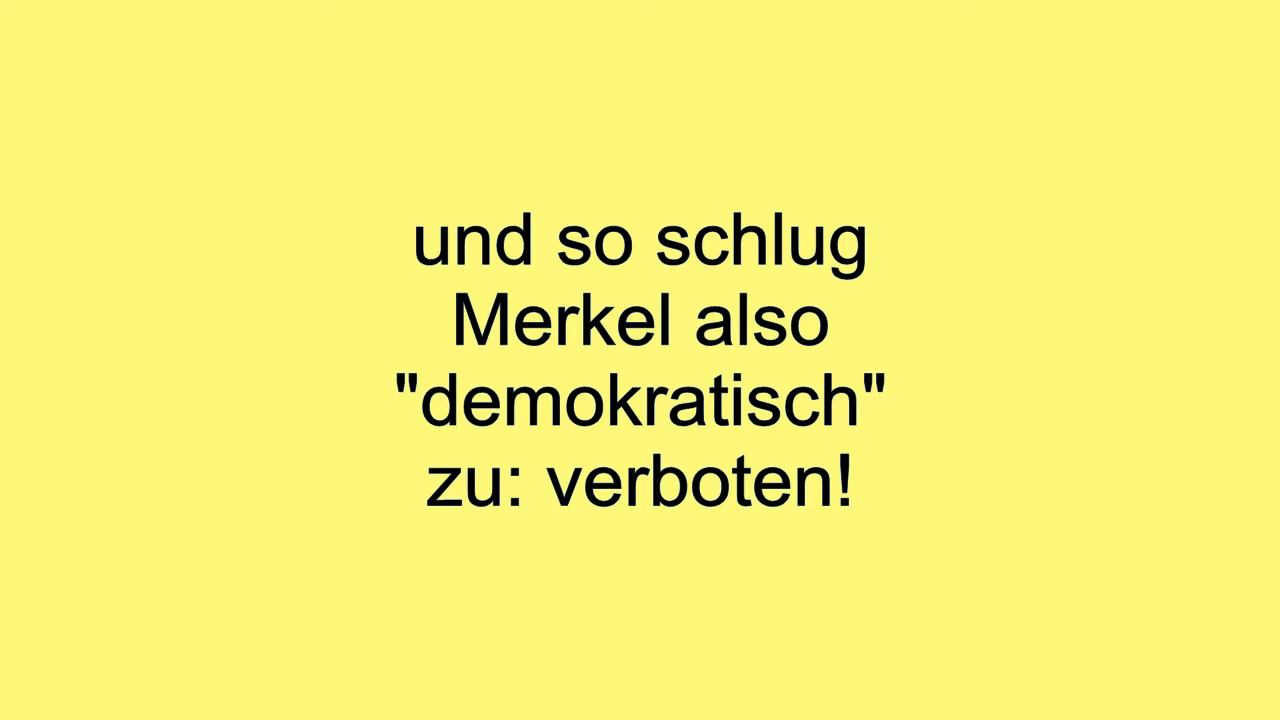 und so schlug
Merkel also
"demokratisch"
zu: verboten!